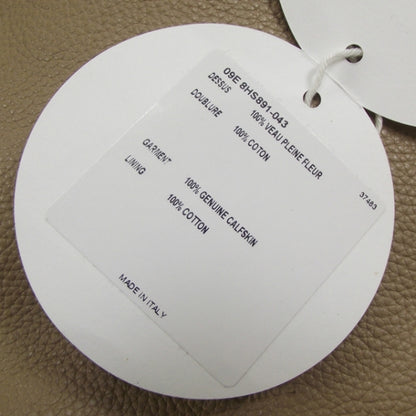 09E 8HS891-043
DESSUS 100% VEAU PLEINE FLEUR
DOUBLURE 100% COTON
GARMENT 100% GENUINE CALFSKIN
LINING 100% COTTON
MADE IN ITALY
37483